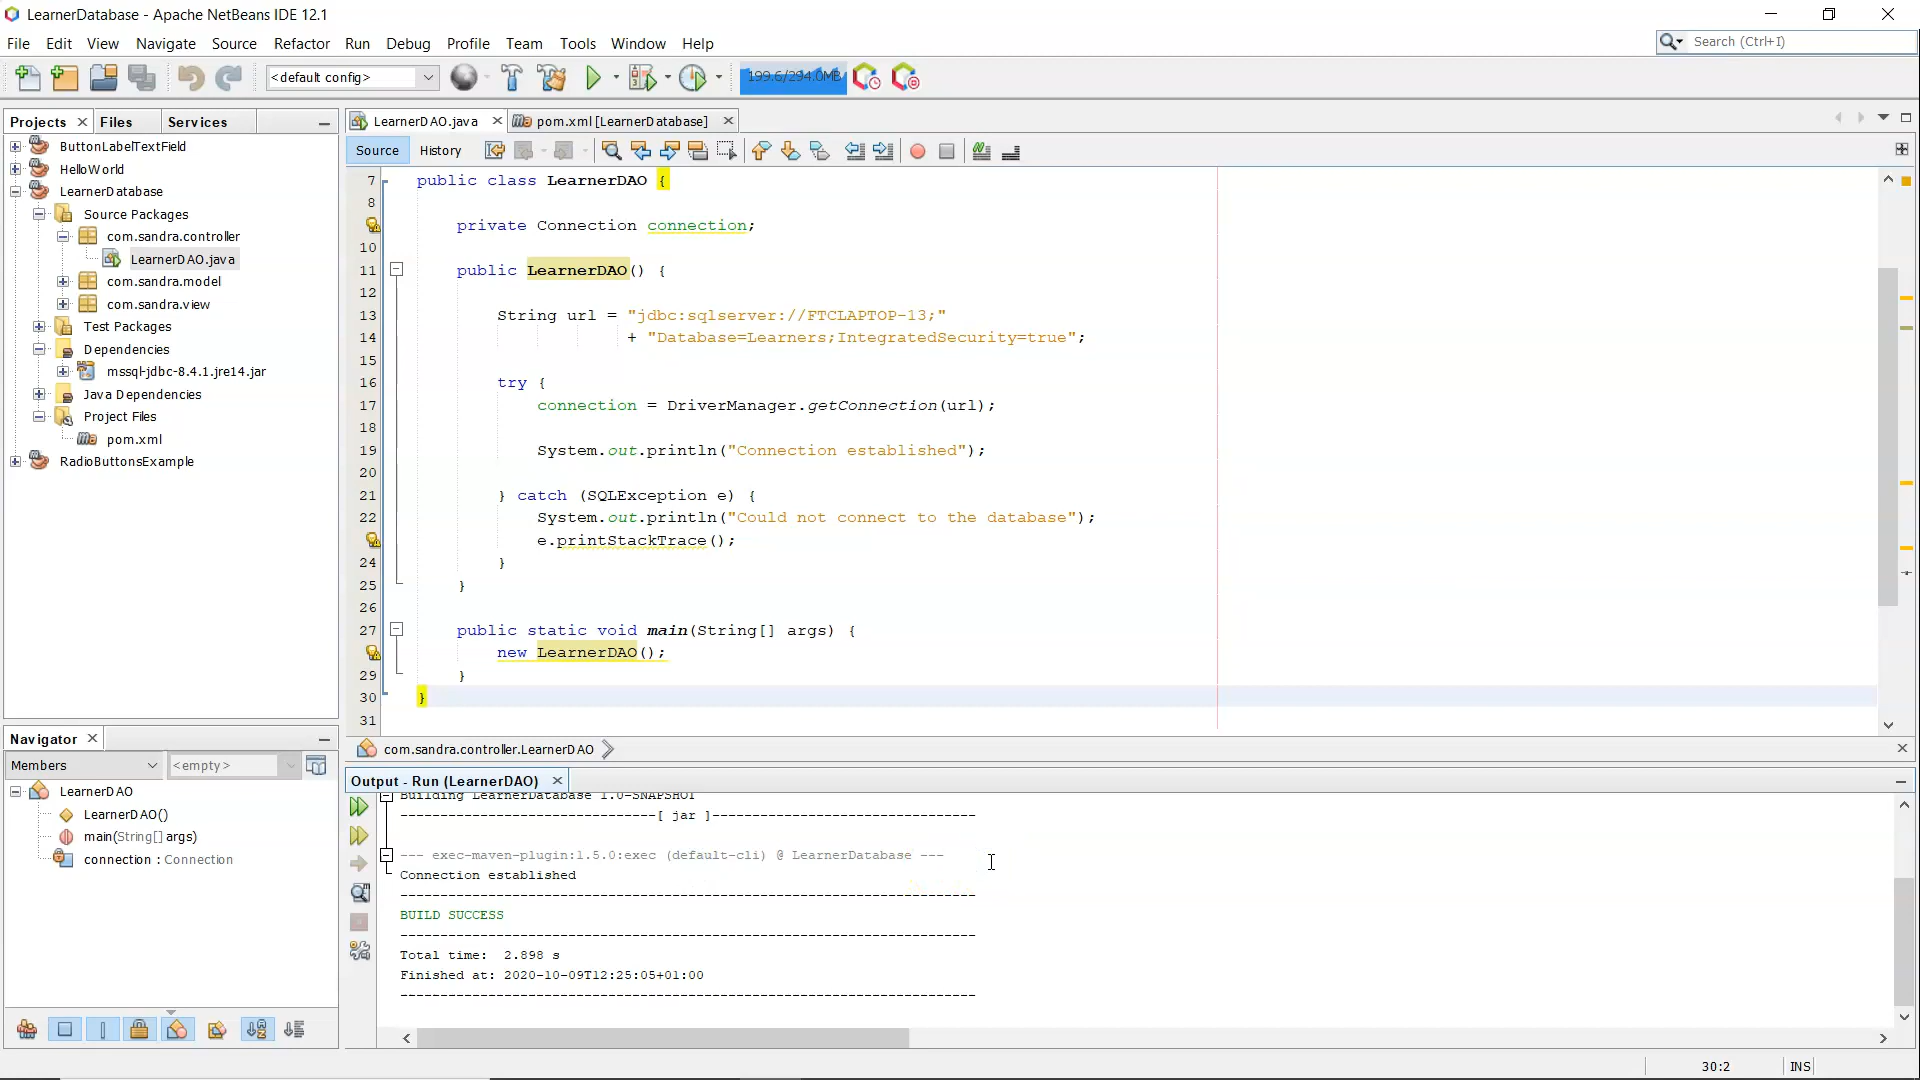 LearnerDatabase - Apache NetBeans IDE 12.1
File Edit View Navigate Source Refactor Run Debug Profile Team Tools Window Help
Search (Ctrl+I)
<default config>
199.6/294.0MB
Projects Files Services
ButtonLabelTextField
HelloWorld
LearnerDatabase
Source Packages
com.sandra.controller
LearnerDAO.java
com.sandra.model
com.sandra.view
Test Packages
Dependencies
mssql-jdbc-8.4.1.jre14.jar
Java Dependencies
Project Files
pom.xml
RadioButtonsExample
Navigator
Members <empty>
LearnerDAO
LearnerDAO()
main(String[] args)
connection : Connection
LearnerDAO.java pom.xml [LearnerDatabase]
Source History
7 public class LearnerDAO {
8
private Connection connection;
10
11 public LearnerDAO() {
12
13 String url = "jdbc:sqlserver://FTCLAPTOP-13;"
14 + "Database=Learners;IntegratedSecurity=true";
15
16 try {
17 connection = DriverManager.getConnection(url);
18
19 System.out.println("Connection established");
20
21 } catch (SQLException e) {
22 System.out.println("Could not connect to the database");
e.printStackTrace();
24 }
25 }
26
27 public static void main(String[] args) {
new LearnerDAO();
29 }
30 }
31
com.sandra.controller.LearnerDAO
Output - Run (LearnerDAO)
Building LearnerDatabase 1.0-SNAPSHOT
--------------------------------[ jar ]---------------------------------
--- exec-maven-plugin:1.5.0:exec (default-cli) @ LearnerDatabase ---
Connection established
------------------------------------------------------------------------
BUILD SUCCESS
------------------------------------------------------------------------
Total time: 2.898 s
Finished at: 2020-10-09T12:25:05+01:00
------------------------------------------------------------------------
30:2 INS